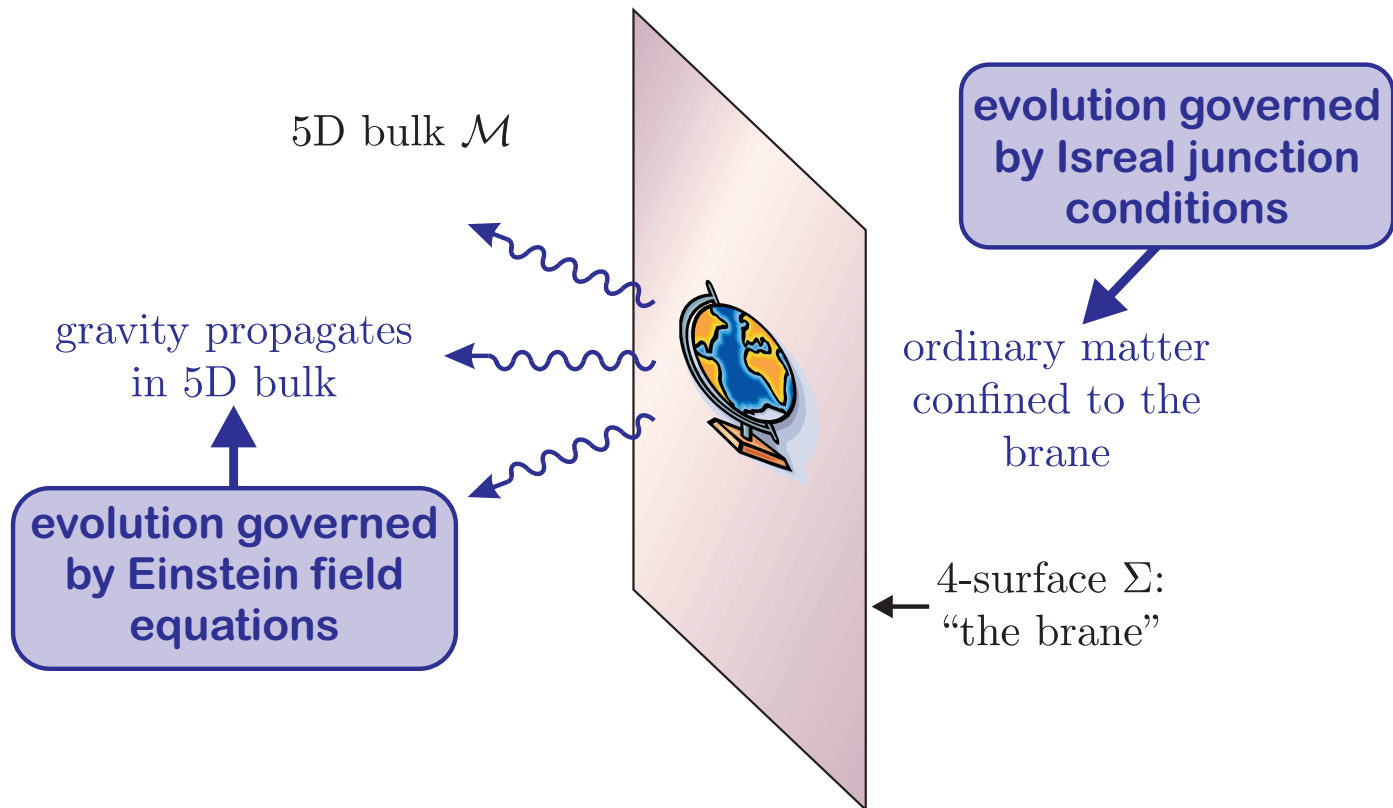 5D bulk ℳ
evolution governed
by Isreal junction
conditions
gravity propagates
in 5D bulk
ordinary matter
confined to the
brane
evolution governed
by Einstein field
equations
4-surface Σ:
“the brane”